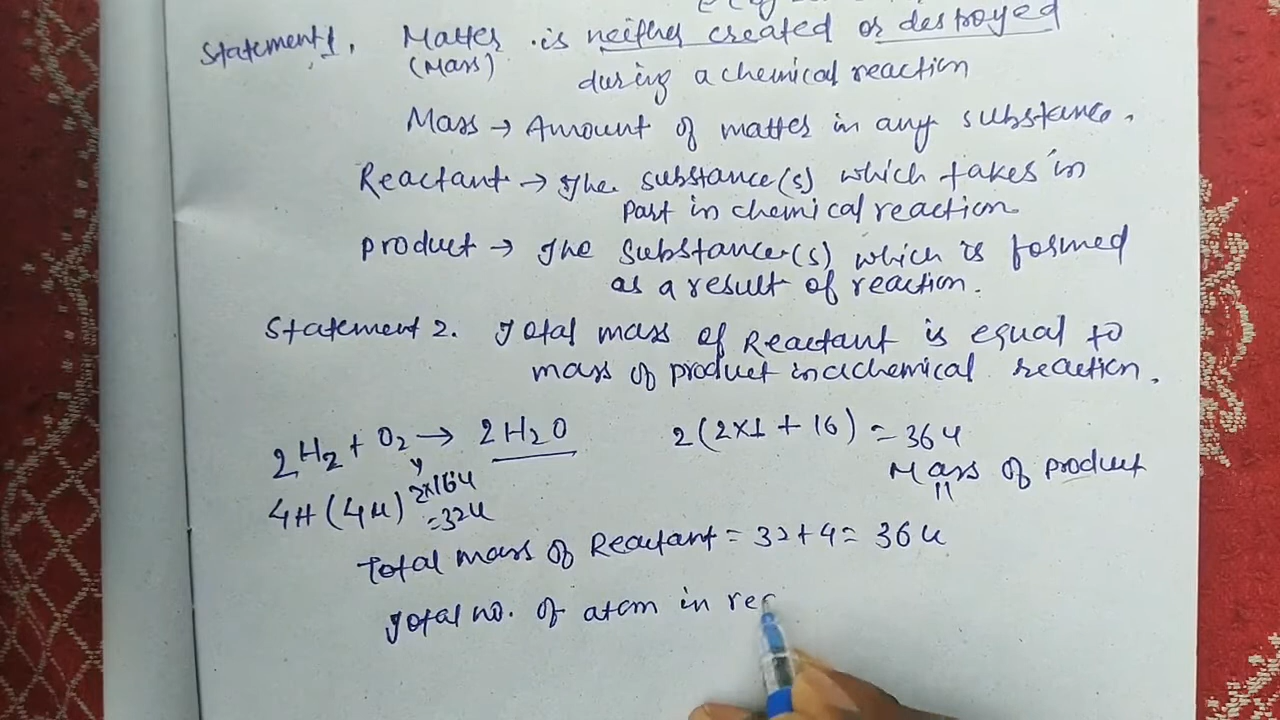 Statement 1. Matter is neither created or destroyed
(Mass) during a chemical reaction
Mass → Amount of matter in any substance.
Reactant → The substance(s) which takes in
part in chemical reaction
product → The substance(s) which is formed
as a result of reaction.
Statement 2. Total mass of Reactant is equal to
mass of product in a chemical reaction.
2H2 + O2 → 2H2O 2(2×1 + 16) = 36u
Mass of product
4H (4u) 2×16u
=32u
Total mass of Reactant = 32+4 = 36u
Total no. of atom in rea